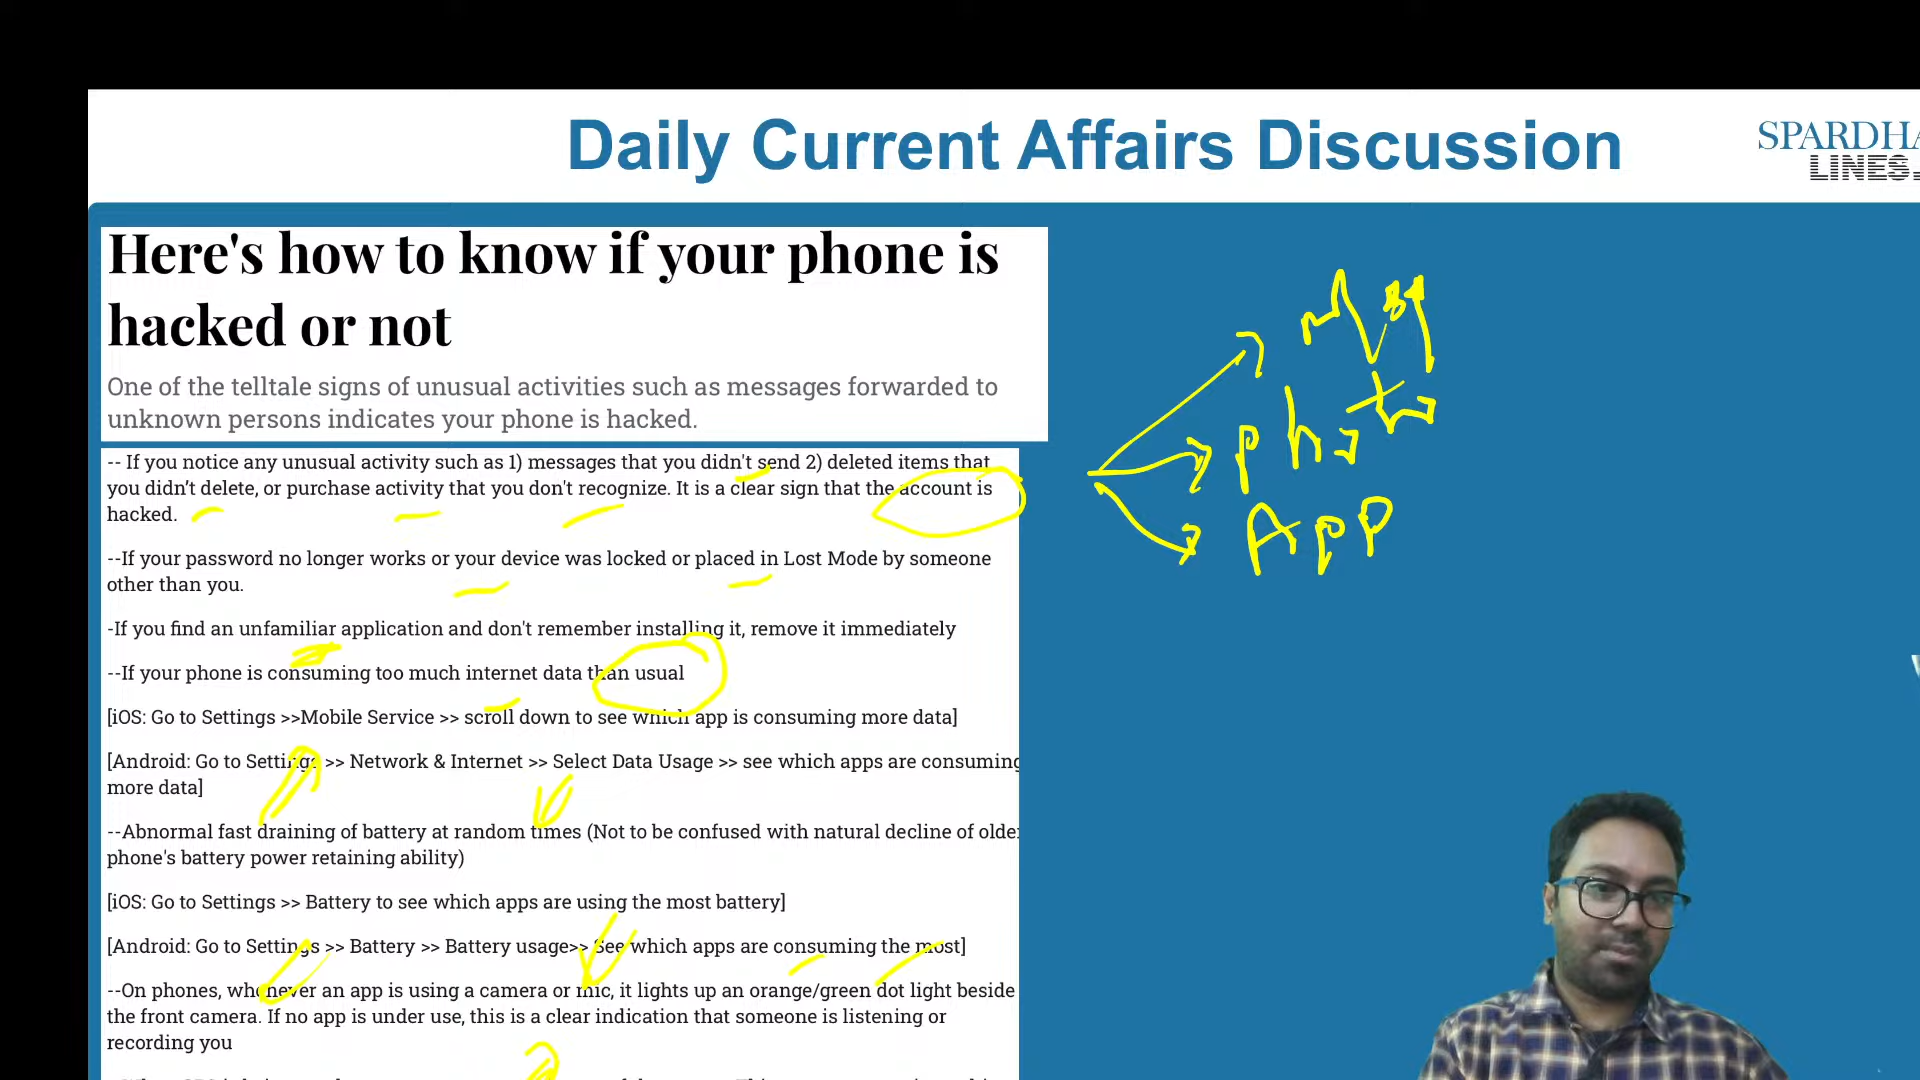 Daily Current Affairs Discussion
SPARDHA
LINES.
Here's how to know if your phone is
hacked or not
One of the telltale signs of unusual activities such as messages forwarded to
unknown persons indicates your phone is hacked.
-- If you notice any unusual activity such as 1) messages that you didn't send 2) deleted items that
you didn’t delete, or purchase activity that you don't recognize. It is a clear sign that the account is
hacked.
--If your password no longer works or your device was locked or placed in Lost Mode by someone
other than you.
-If you find an unfamiliar application and don't remember installing it, remove it immediately
--If your phone is consuming too much internet data than usual
[iOS: Go to Settings >>Mobile Service >> scroll down to see which app is consuming more data]
[Android: Go to Settings >> Network & Internet >> Select Data Usage >> see which apps are consuming
more data]
--Abnormal fast draining of battery at random times (Not to be confused with natural decline of older
phone's battery power retaining ability)
[iOS: Go to Settings >> Battery to see which apps are using the most battery]
[Android: Go to Settings >> Battery >> Battery usage>> See which apps are consuming the most]
--On phones, whenever an app is using a camera or mic, it lights up an orange/green dot light beside
the front camera. If no app is under use, this is a clear indication that someone is listening or
recording you
App